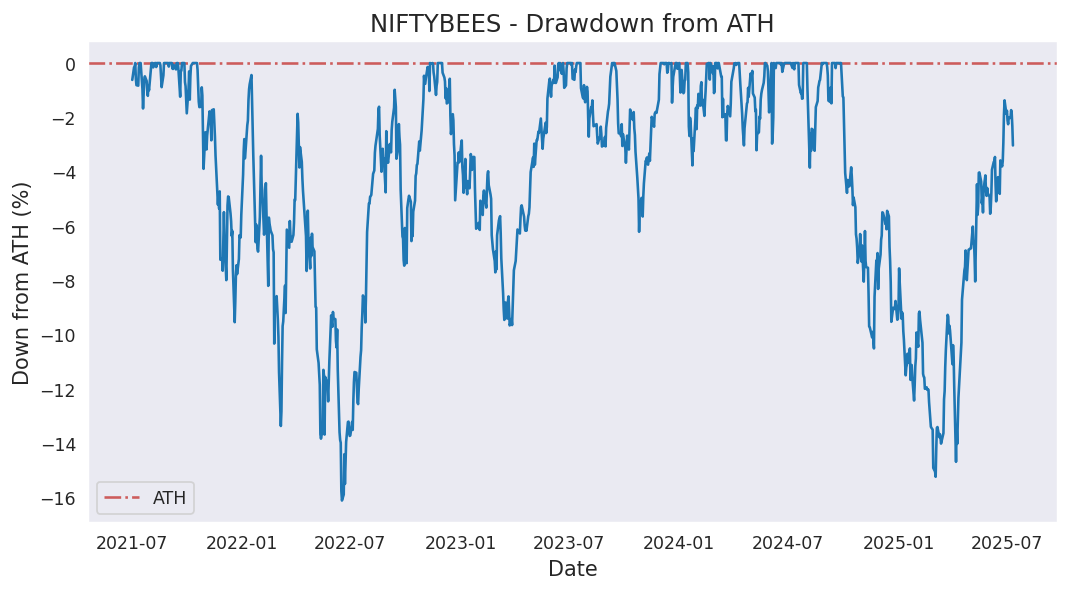 NIFTYBEES - Drawdown from ATH
Down from ATH (%)
0
−2
−4
−6
−8
−10
−12
−14
−16
ATH
2021-07 2022-01 2022-07 2023-01 2023-07 2024-01 2024-07 2025-01 2025-07
Date